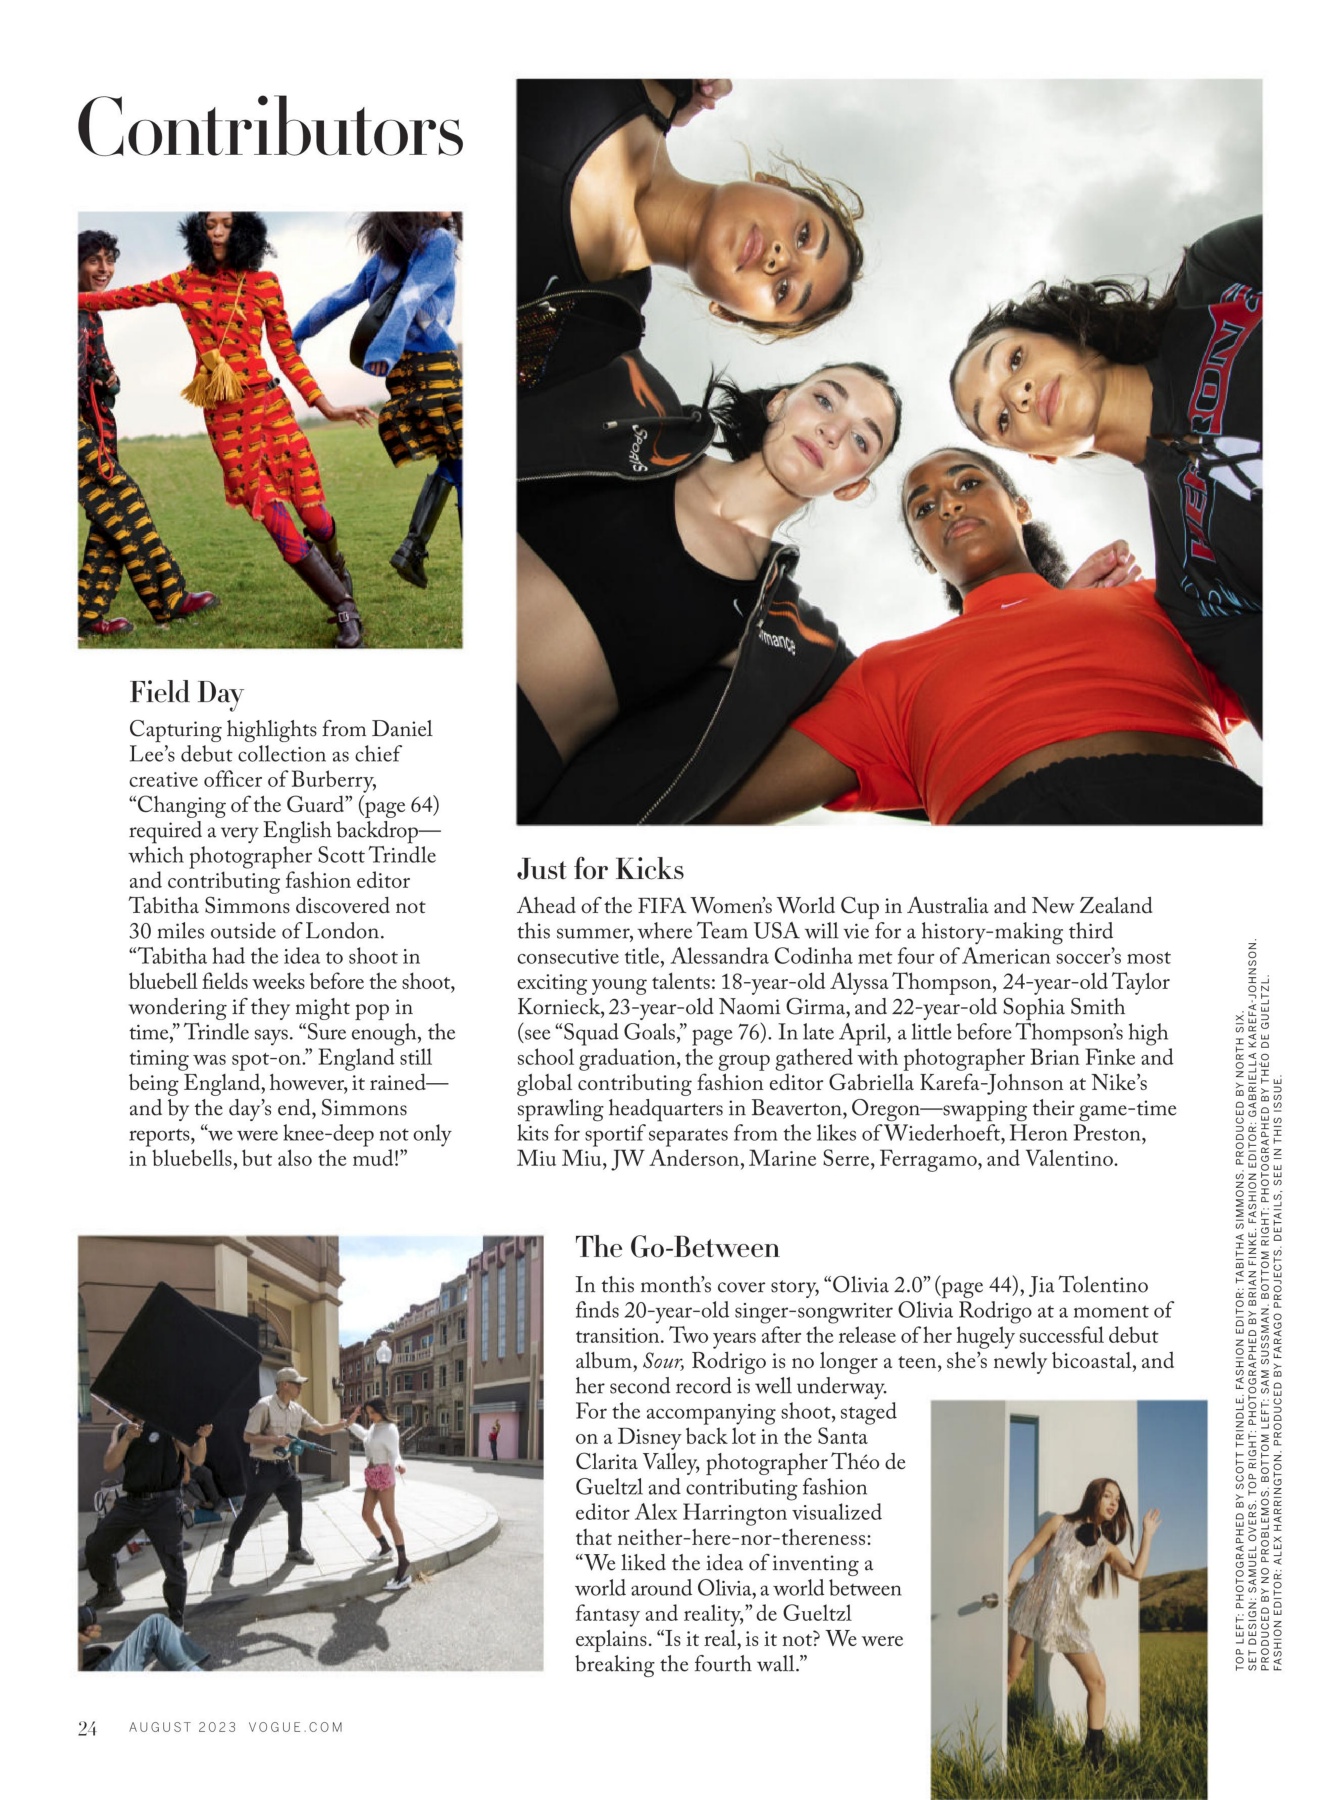 Contributors
Field Day
Capturing highlights from Daniel
Lee's debut collection as chief
creative officer of Burberry,
“Changing of the Guard” (page 64)
required a very English backdrop—
which photographer Scott Trindle
and contributing fashion editor
Tabitha Simmons discovered not
30 miles outside of London.
“Tabitha had the idea to shoot in
bluebell fields weeks before the shoot,
wondering if they might pop in
time,” Trindle says. “Sure enough, the
timing was spot-on.” England still
being England, however, it rained—
and by the day's end, Simmons
reports, “we were knee-deep not only
in bluebells, but also the mud!”
SPORTS
rmance
HERON
Just for Kicks
Ahead of the FIFA Women's World Cup in Australia and New Zealand
this summer, where Team USA will vie for a history-making third
consecutive title, Alessandra Codinha met four of American soccer's most
exciting young talents: 18-year-old Alyssa Thompson, 24-year-old Taylor
Kornieck, 23-year-old Naomi Girma, and 22-year-old Sophia Smith
(see “Squad Goals,” page 76). In late April, a little before Thompson's high
school graduation, the group gathered with photographer Brian Finke and
global contributing fashion editor Gabriella Karefa-Johnson at Nike's
sprawling headquarters in Beaverton, Oregon—swapping their game-time
kits for sportif separates from the likes of Wiederhoeft, Heron Preston,
Miu Miu, JW Anderson, Marine Serre, Ferragamo, and Valentino.
The Go-Between
In this month's cover story, “Olivia 2.0” (page 44), Jia Tolentino
finds 20-year-old singer-songwriter Olivia Rodrigo at a moment of
transition. Two years after the release of her hugely successful debut
album, Sour, Rodrigo is no longer a teen, she's newly bicoastal, and
her second record is well underway.
For the accompanying shoot, staged
on a Disney back lot in the Santa
Clarita Valley, photographer Théo de
Gueltzl and contributing fashion
editor Alex Harrington visualized
that neither-here-nor-thereness:
“We liked the idea of inventing a
world around Olivia, a world between
fantasy and reality,” de Gueltzl
explains. “Is it real, is it not? We were
breaking the fourth wall.”
TOP LEFT: PHOTOGRAPHED BY SCOTT TRINDLE. FASHION EDITOR: TABITHA SIMMONS. PRODUCED BY NORTH SIX.
SET DESIGN: SAMUEL OVERS. TOP RIGHT: PHOTOGRAPHED BY BRIAN FINKE. FASHION EDITOR: GABRIELLA KAREFA-JOHNSON.
PRODUCED BY NO PROBLEMOS. BOTTOM LEFT: SAM SUSSMAN. BOTTOM RIGHT: PHOTOGRAPHED BY THÉO DE GUELTZL.
FASHION EDITOR: ALEX HARRINGTON. PRODUCED BY FARAGO PROJECTS. DETAILS, SEE IN THIS ISSUE.
24 AUGUST 2023 VOGUE.COM